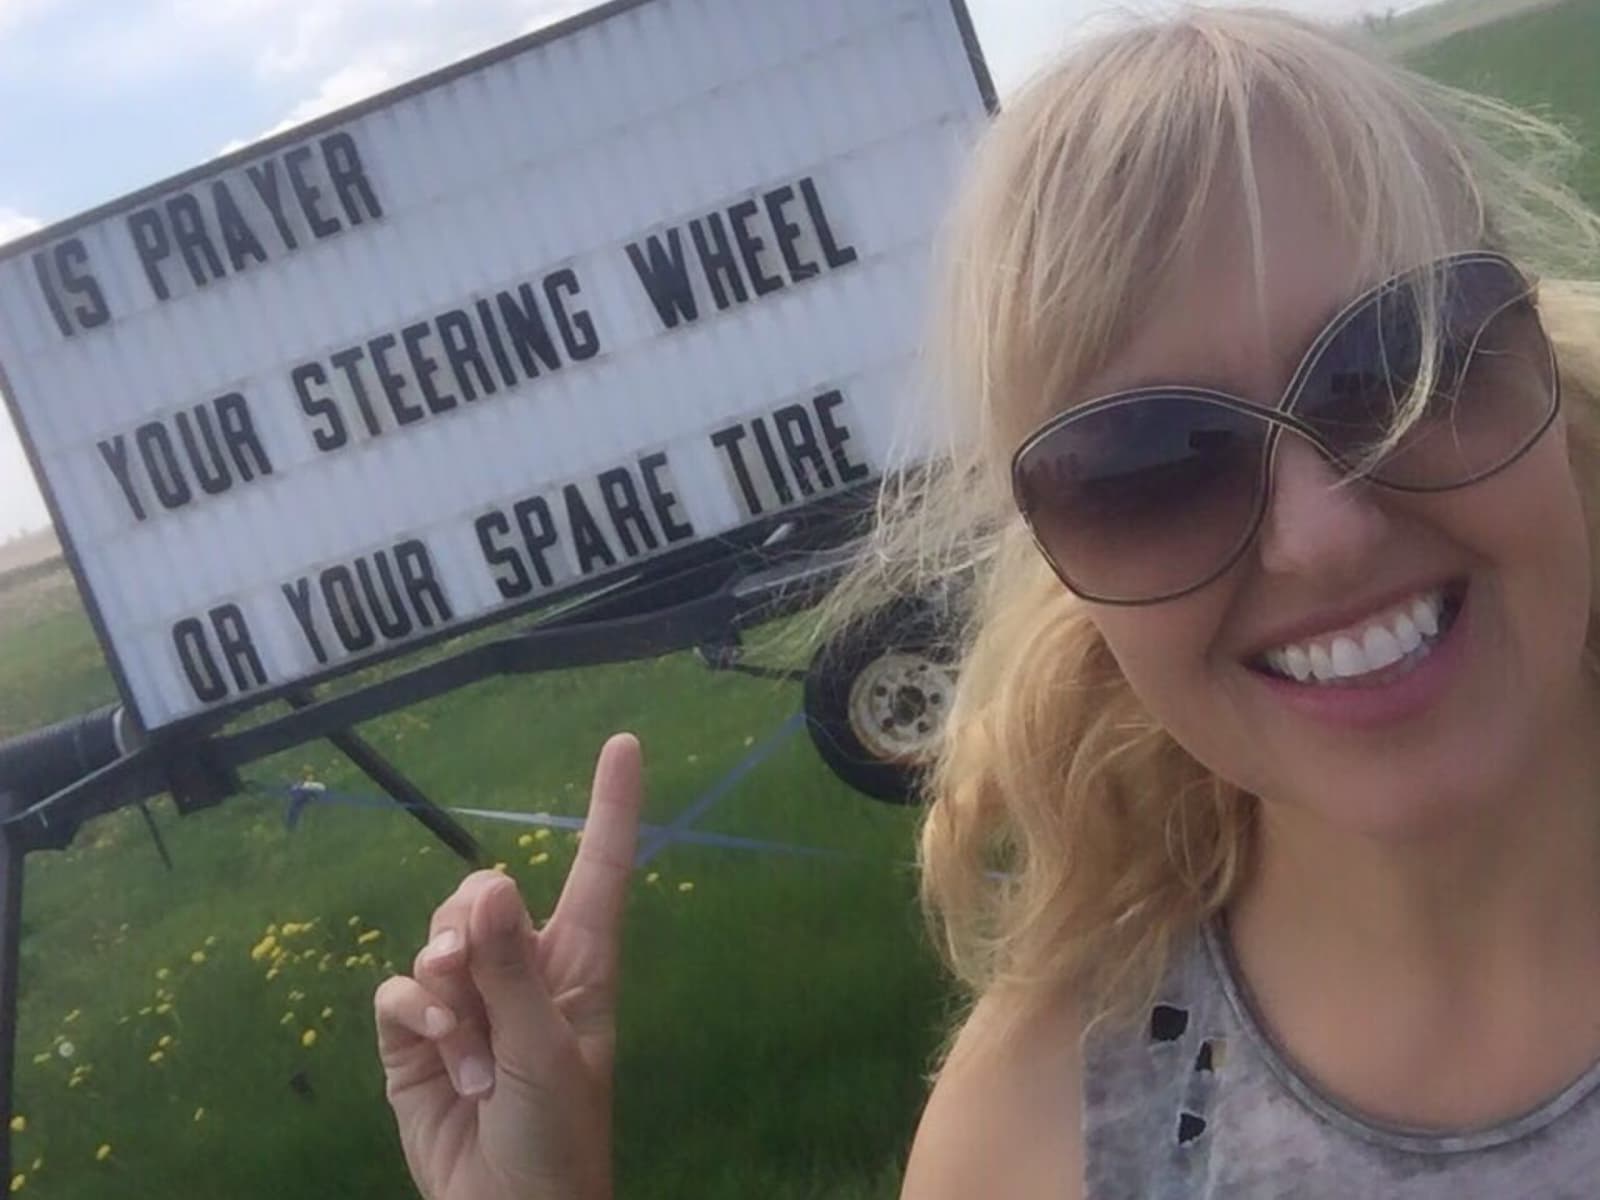 IS PRAYER
YOUR STEERING WHEEL
OR YOUR SPARE TIRE